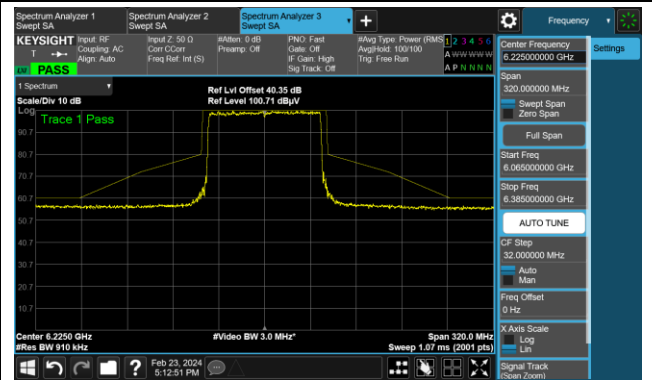 Spectrum Analyzer 1
Swept SA
Spectrum Analyzer 2
Swept SA
Spectrum Analyzer 3
Swept SA
Frequency
KEYSIGHT
Input: RF
Coupling: AC
Align: Auto
Input Z: 50 Ω
Corr CCorr
Freq Ref: Int (S)
#Atten: 0 dB
Preamp: Off
PNO: Fast
Gate: Off
IF Gain: High
Sig Track: Off
#Avg Type: Power (RMS)
Avg|Hold: 100/100
Trig: Free Run
1 2 3 4 5 6
A W W W W W
A P N N N N
T
LNI
PASS
1 Spectrum
Scale/Div 10 dB
Ref Lvl Offset 40.35 dB
Ref Level 100.71 dBµV
Log
Trace 1 Pass
90.7
80.7
70.7
60.7
50.7
40.7
30.7
20.7
10.7
Center 6.2250 GHz
#Res BW 910 kHz
#Video BW 3.0 MHz*
Span 320.0 MHz
Sweep 1.07 ms (2001 pts)
Center Frequency
6.225000000 GHz
Settings
Span
320.000000 MHz
Swept Span
Zero Span
Full Span
Start Freq
6.065000000 GHz
Stop Freq
6.385000000 GHz
AUTO TUNE
CF Step
32.000000 MHz
Auto
Man
Freq Offset
0 Hz
X Axis Scale
Log
Lin
Signal Track
(Span Zoom)
?
Feb 23, 2024
5:12:51 PM